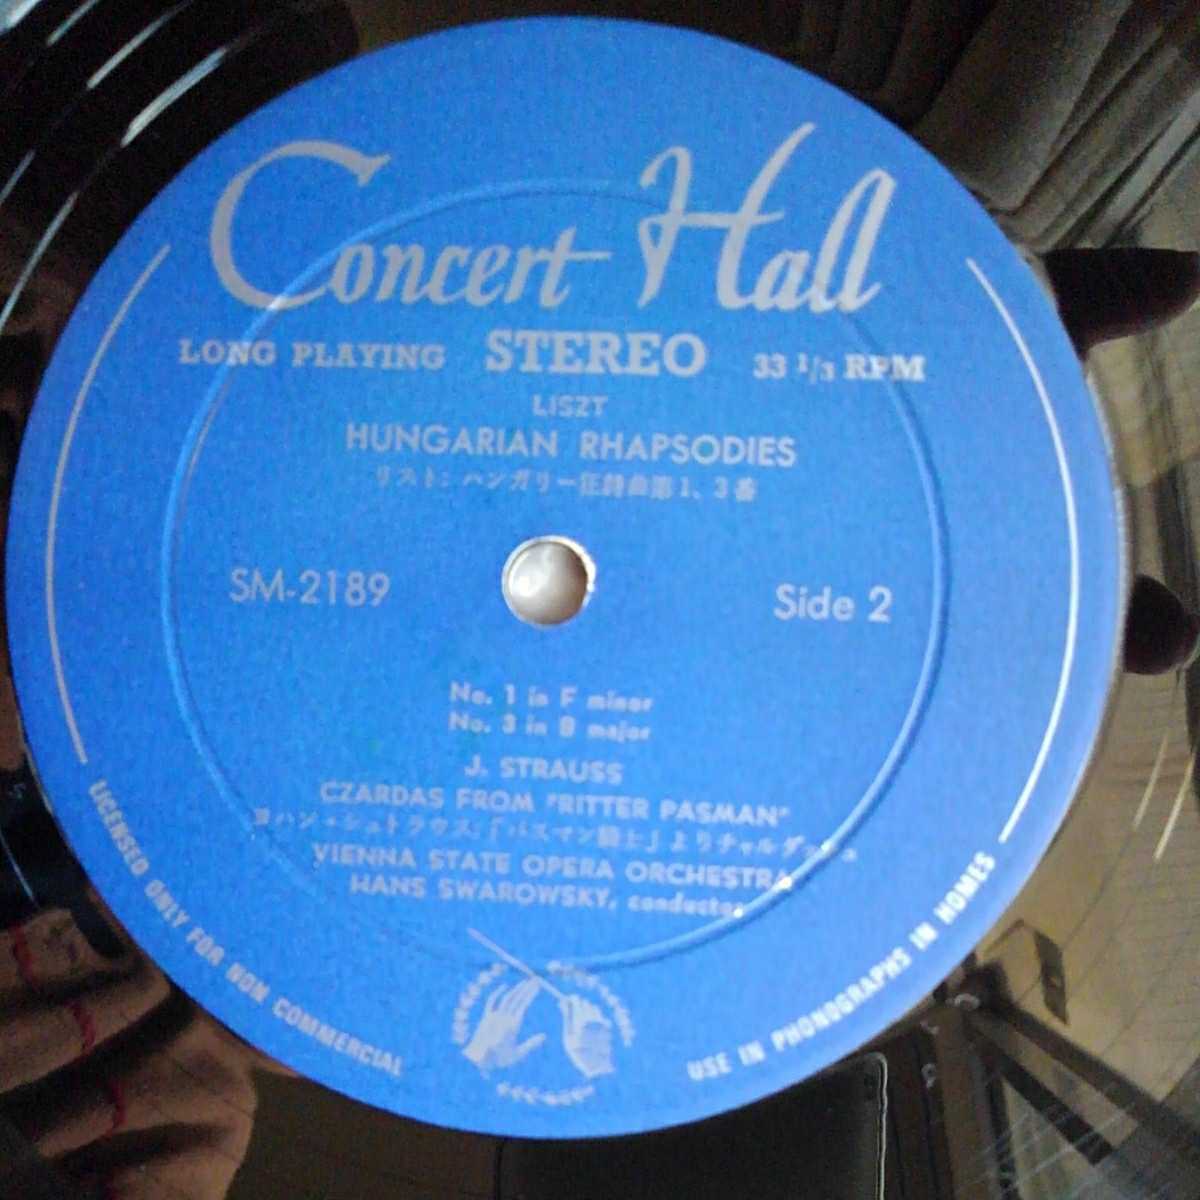 Concert Hall
LONG PLAYING STEREO 33 1/3 RPM
LISZT
HUNGARIAN RHAPSODIES
リスト：ハンガリー狂詩曲第1、3番
SM-2189
Side 2
No. 1 in F minor
No. 3 in B major
J. STRAUSS
CZARDAS FROM "RITTER PASMAN"
ヨハン・シュトラウス：「パスマン騎士」よりチャルダッシュ
VIENNA STATE OPERA ORCHESTRA
HANS SWAROWSKY, conductor
LICENSED ONLY FOR NON COMMERCIAL
USE IN PHONOGRAPHS IN HOMES